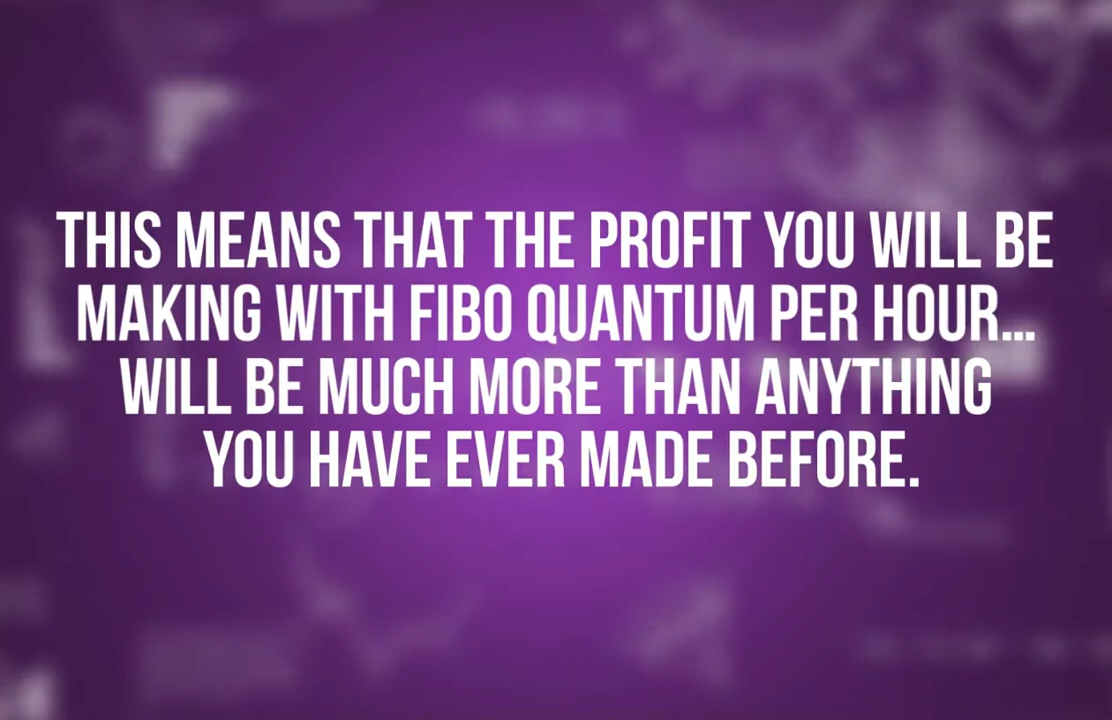 THIS MEANS THAT THE PROFIT YOU WILL BE
MAKING WITH FIBO QUANTUM PER HOUR...
WILL BE MUCH MORE THAN ANYTHING
YOU HAVE EVER MADE BEFORE.